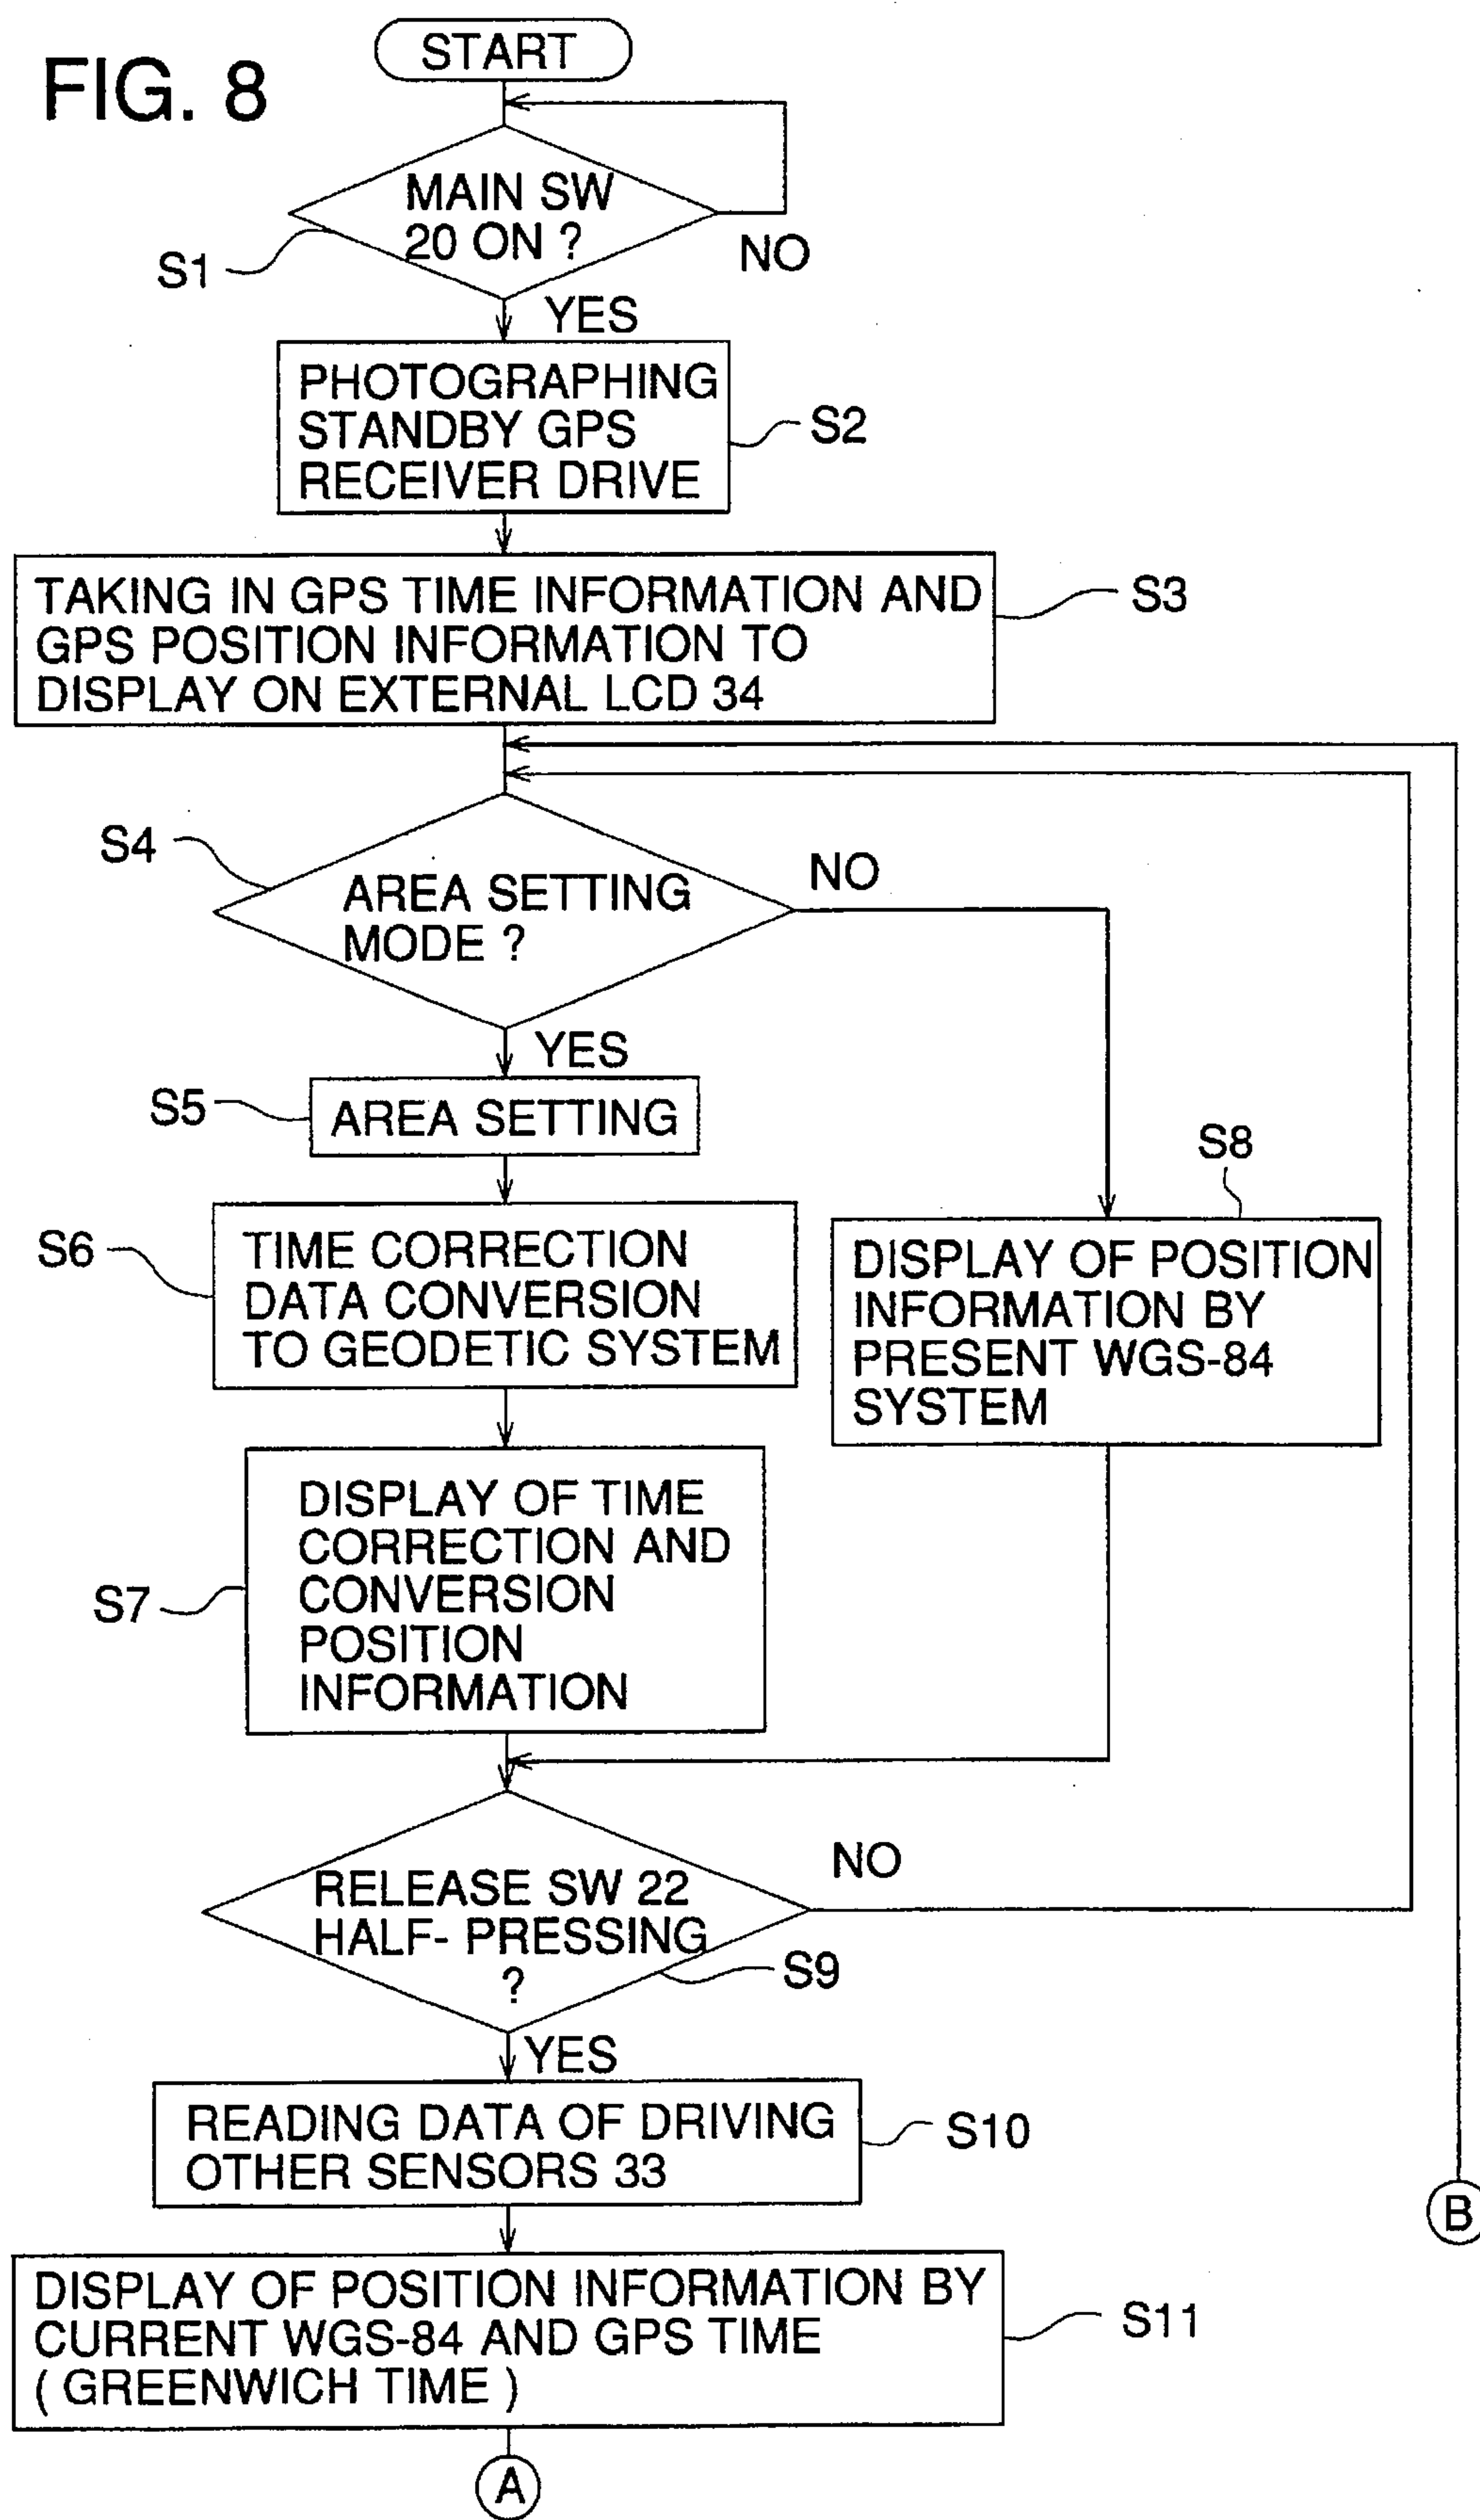 FIG. 8
START
MAIN SW
20 ON ?
S1
NO
YES
PHOTOGRAPHING
STANDBY GPS
RECEIVER DRIVE
S2
TAKING IN GPS TIME INFORMATION AND
GPS POSITION INFORMATION TO
DISPLAY ON EXTERNAL LCD 34
S3
S4
AREA SETTING
MODE ?
NO
YES
S5
AREA SETTING
S6
TIME CORRECTION
DATA CONVERSION
TO GEODETIC SYSTEM
S8
DISPLAY OF POSITION
INFORMATION BY
PRESENT WGS-84
SYSTEM
S7
DISPLAY OF TIME
CORRECTION AND
CONVERSION
POSITION
INFORMATION
RELEASE SW 22
HALF- PRESSING
?
NO
S9
YES
READING DATA OF DRIVING
OTHER SENSORS 33
S10
B
DISPLAY OF POSITION INFORMATION BY
CURRENT WGS-84 AND GPS TIME
( GREENWICH TIME )
S11
A